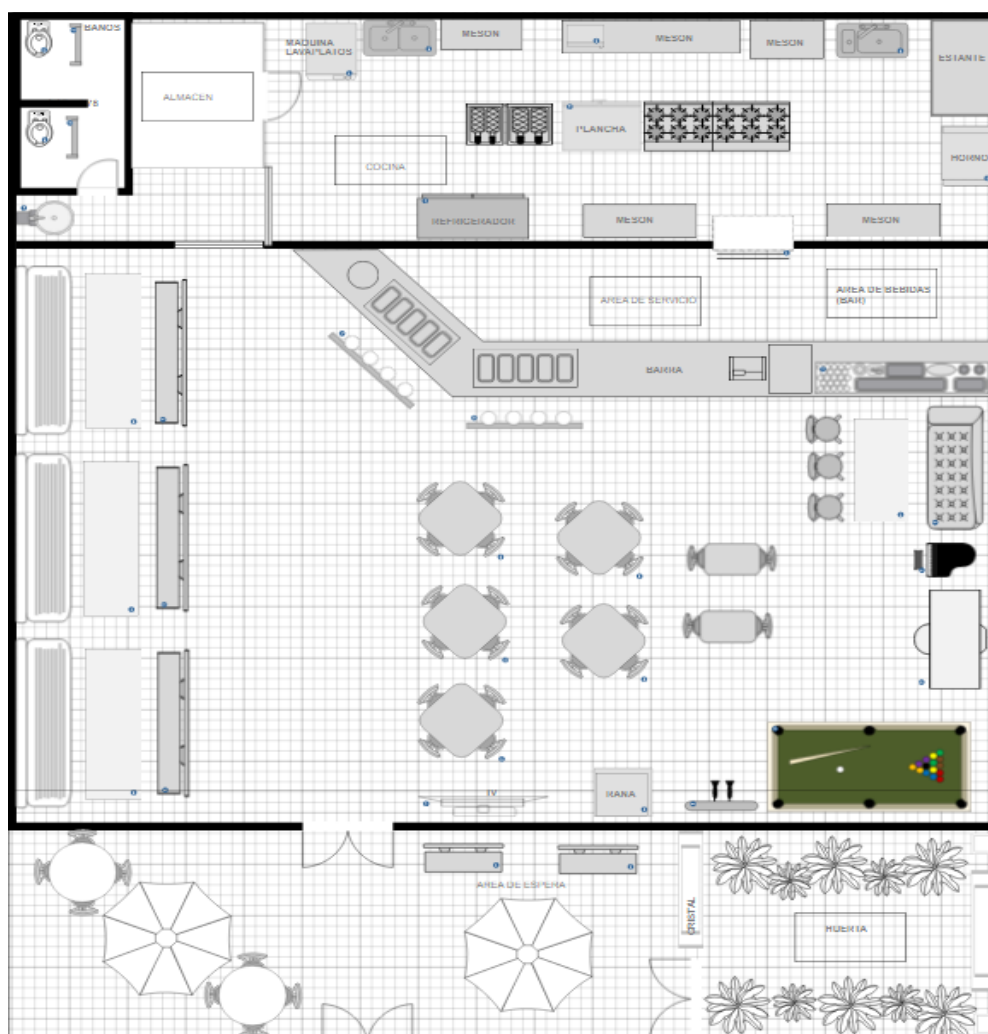 BAÑOS
MAQUINA
LAVAPLATOS
MESON
MESON
MESON
ESTANTE
ALMACEN
PLANCHA
HORNO
COCINA
REFRIGERADOR
MESON
MESON
AREA DE SERVICIO
AREA DE BEBIDAS
(BAR)
BARRA
TV
RANA
AREA DE ESPERA
CRISTAL
HUERTA